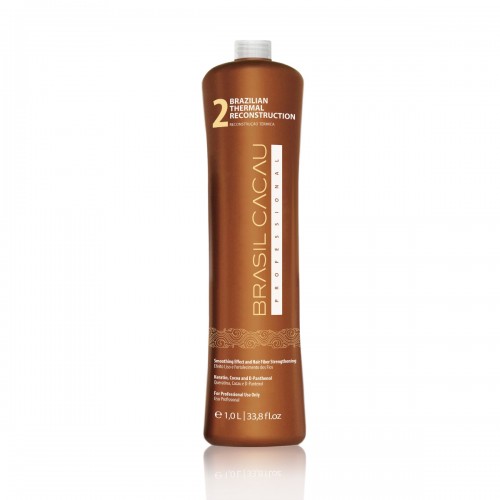 2
BRAZILIAN
THERMAL
RECONSTRUCTION
RECONSTRUÇÃO TÉRMICA
BRASIL CACAU
PROFESSIONAL
Smoothing Effect and Hair Fiber Strengthening
Efeito Liso e Fortalecimento dos Fios
Keratin, Cocoa and D-Panthenol
Queratina, Cacau e D-Pantenol
For Professional Use Only
Uso Profissional
e 1,0 L | 33,8 fl.oz